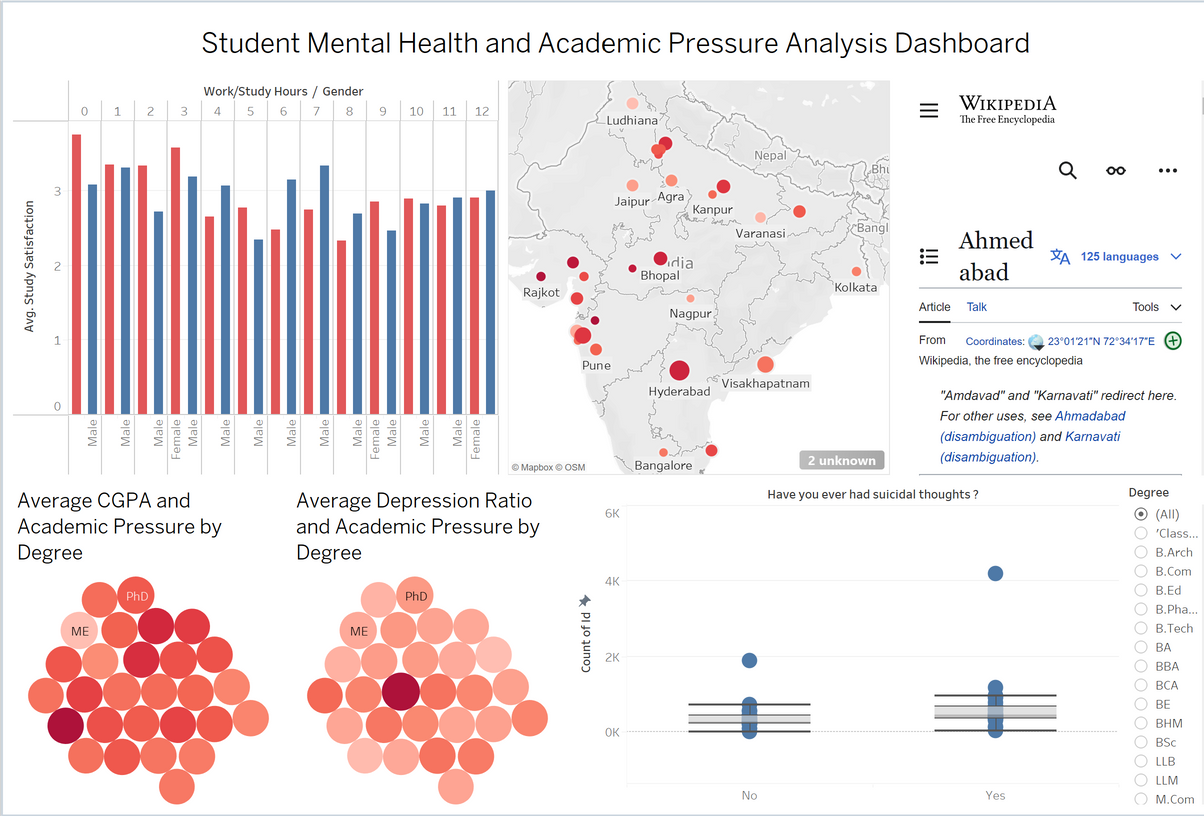 Student Mental Health and Academic Pressure Analysis Dashboard
Work/Study Hours / Gender
0 1 2 3 4 5 6 7 8 9 10 11 12
Avg. Study Satisfaction
3
2
1
0
Male Male Male Female Male Male Male Male Male Male Female Male Male Male Female
Ludhiana
Nepal
Bhu
Jaipur
Agra
Kanpur
Varanasi
Bangl
dia
Bhopal
Rajkot
Kolkata
Nagpur
Pune
Hyderabad
Visakhapatnam
Bangalore
© Mapbox © OSM
2 unknown
WIKIPEDIA
The Free Encyclopedia
Ahmed
abad
125 languages
Article Talk Tools
From Coordinates: 23°01′21″N 72°34′17″E
Wikipedia, the free encyclopedia
"Amdavad" and "Karnavati" redirect here.
For other uses, see Ahmadabad
(disambiguation) and Karnavati
(disambiguation).
Average CGPA and
Academic Pressure by
Degree
PhD
ME
Average Depression Ratio
and Academic Pressure by
Degree
PhD
ME
Have you ever had suicidal thoughts ?
Count of Id
6K
4K
2K
0K
No Yes
Degree
(All)
'Class...
B.Arch
B.Com
B.Ed
B.Pha...
B.Tech
BA
BBA
BCA
BE
BHM
BSc
LLB
LLM
M.Com